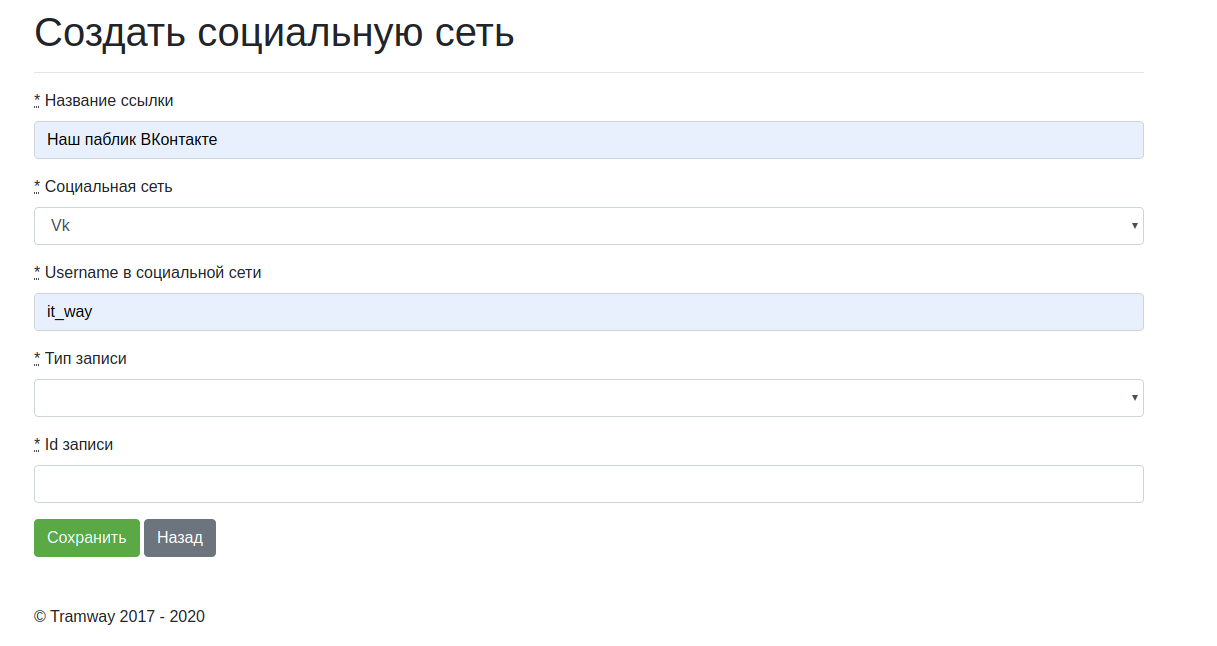 Создать социальную сеть
* Название ссылки
Наш паблик ВКонтакте
* Социальная сеть
Vk
* Username в социальной сети
it_way
* Тип записи
* Id записи
Сохранить Назад
© Tramway 2017 - 2020